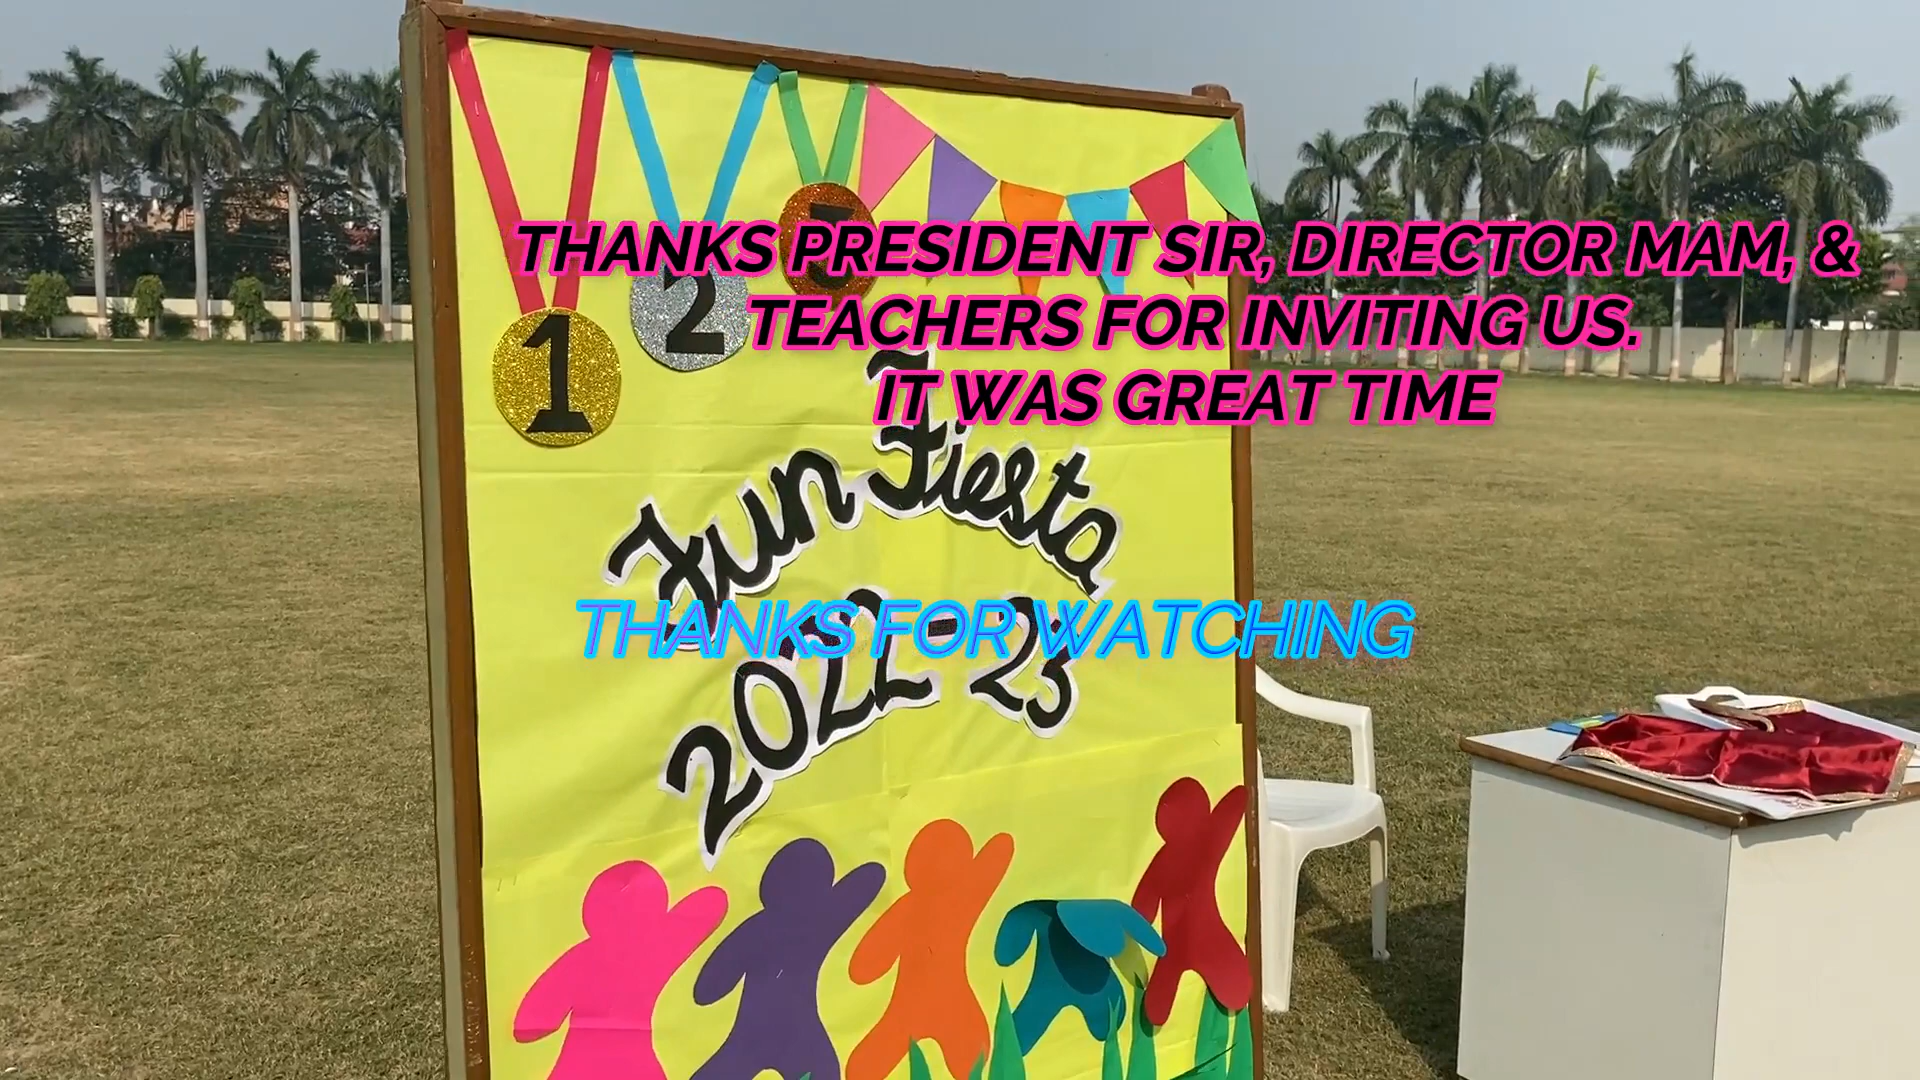 THANKS PRESIDENT SIR, DIRECTOR MAM, &
TEACHERS FOR INVITING US.
IT WAS GREAT TIME
1
2
3
Fun Fiesta
THANKS FOR WATCHING
2022-23